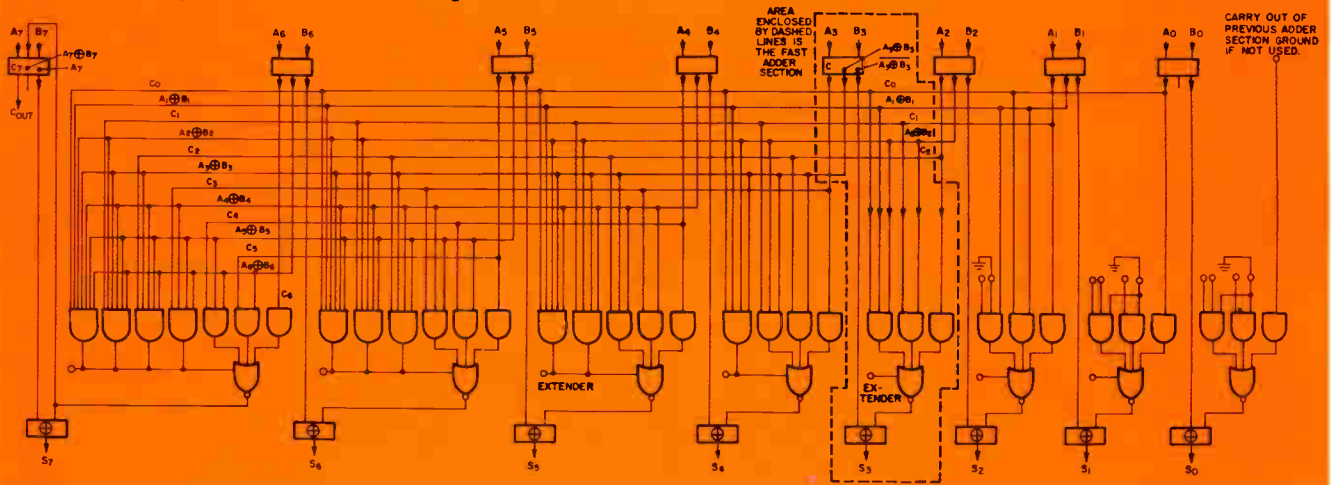 A7 B7
A7⊕B7
C7
A7
COUT
A6 B6
A5 B5
A4 B4
AREA
ENCLOSED
BY DASHED
LINES IS
THE FAST
ADDER
SECTION
A3 B3
C
A3⊕B3
A3⊕B3
A2 B2
A1 B1
A0 B0
CARRY OUT OF
PREVIOUS ADDER
SECTION GROUND
IF NOT USED.
C0
A1⊕B1
C1
A2⊕B2
C2
A3⊕B3
C3
A4⊕B4
C4
A5⊕B5
C5
A6⊕B6
C6
C0
A1⊕B1
C1
A2⊕B2
C2
EXTENDER
EX-
TENDER
S7
S6
S5
S4
S3
S2
S1
S0